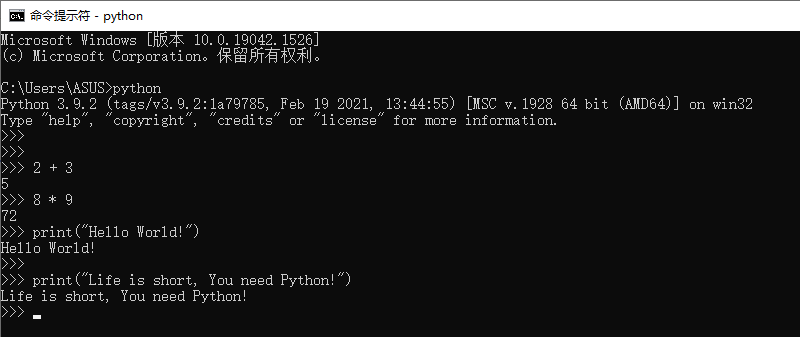 命令提示符 - python
Microsoft Windows [版本 10.0.19042.1526]
(c) Microsoft Corporation。保留所有权利。
C:\Users\ASUS>python
Python 3.9.2 (tags/v3.9.2:1a79785, Feb 19 2021, 13:44:55) [MSC v.1928 64 bit (AMD64)] on win32
Type "help", "copyright", "credits" or "license" for more information.
>>>
>>>
>>> 2 + 3
5
>>> 8 * 9
72
>>> print("Hello World!")
Hello World!
>>>
>>> print("Life is short, You need Python!")
Life is short, You need Python!
>>>